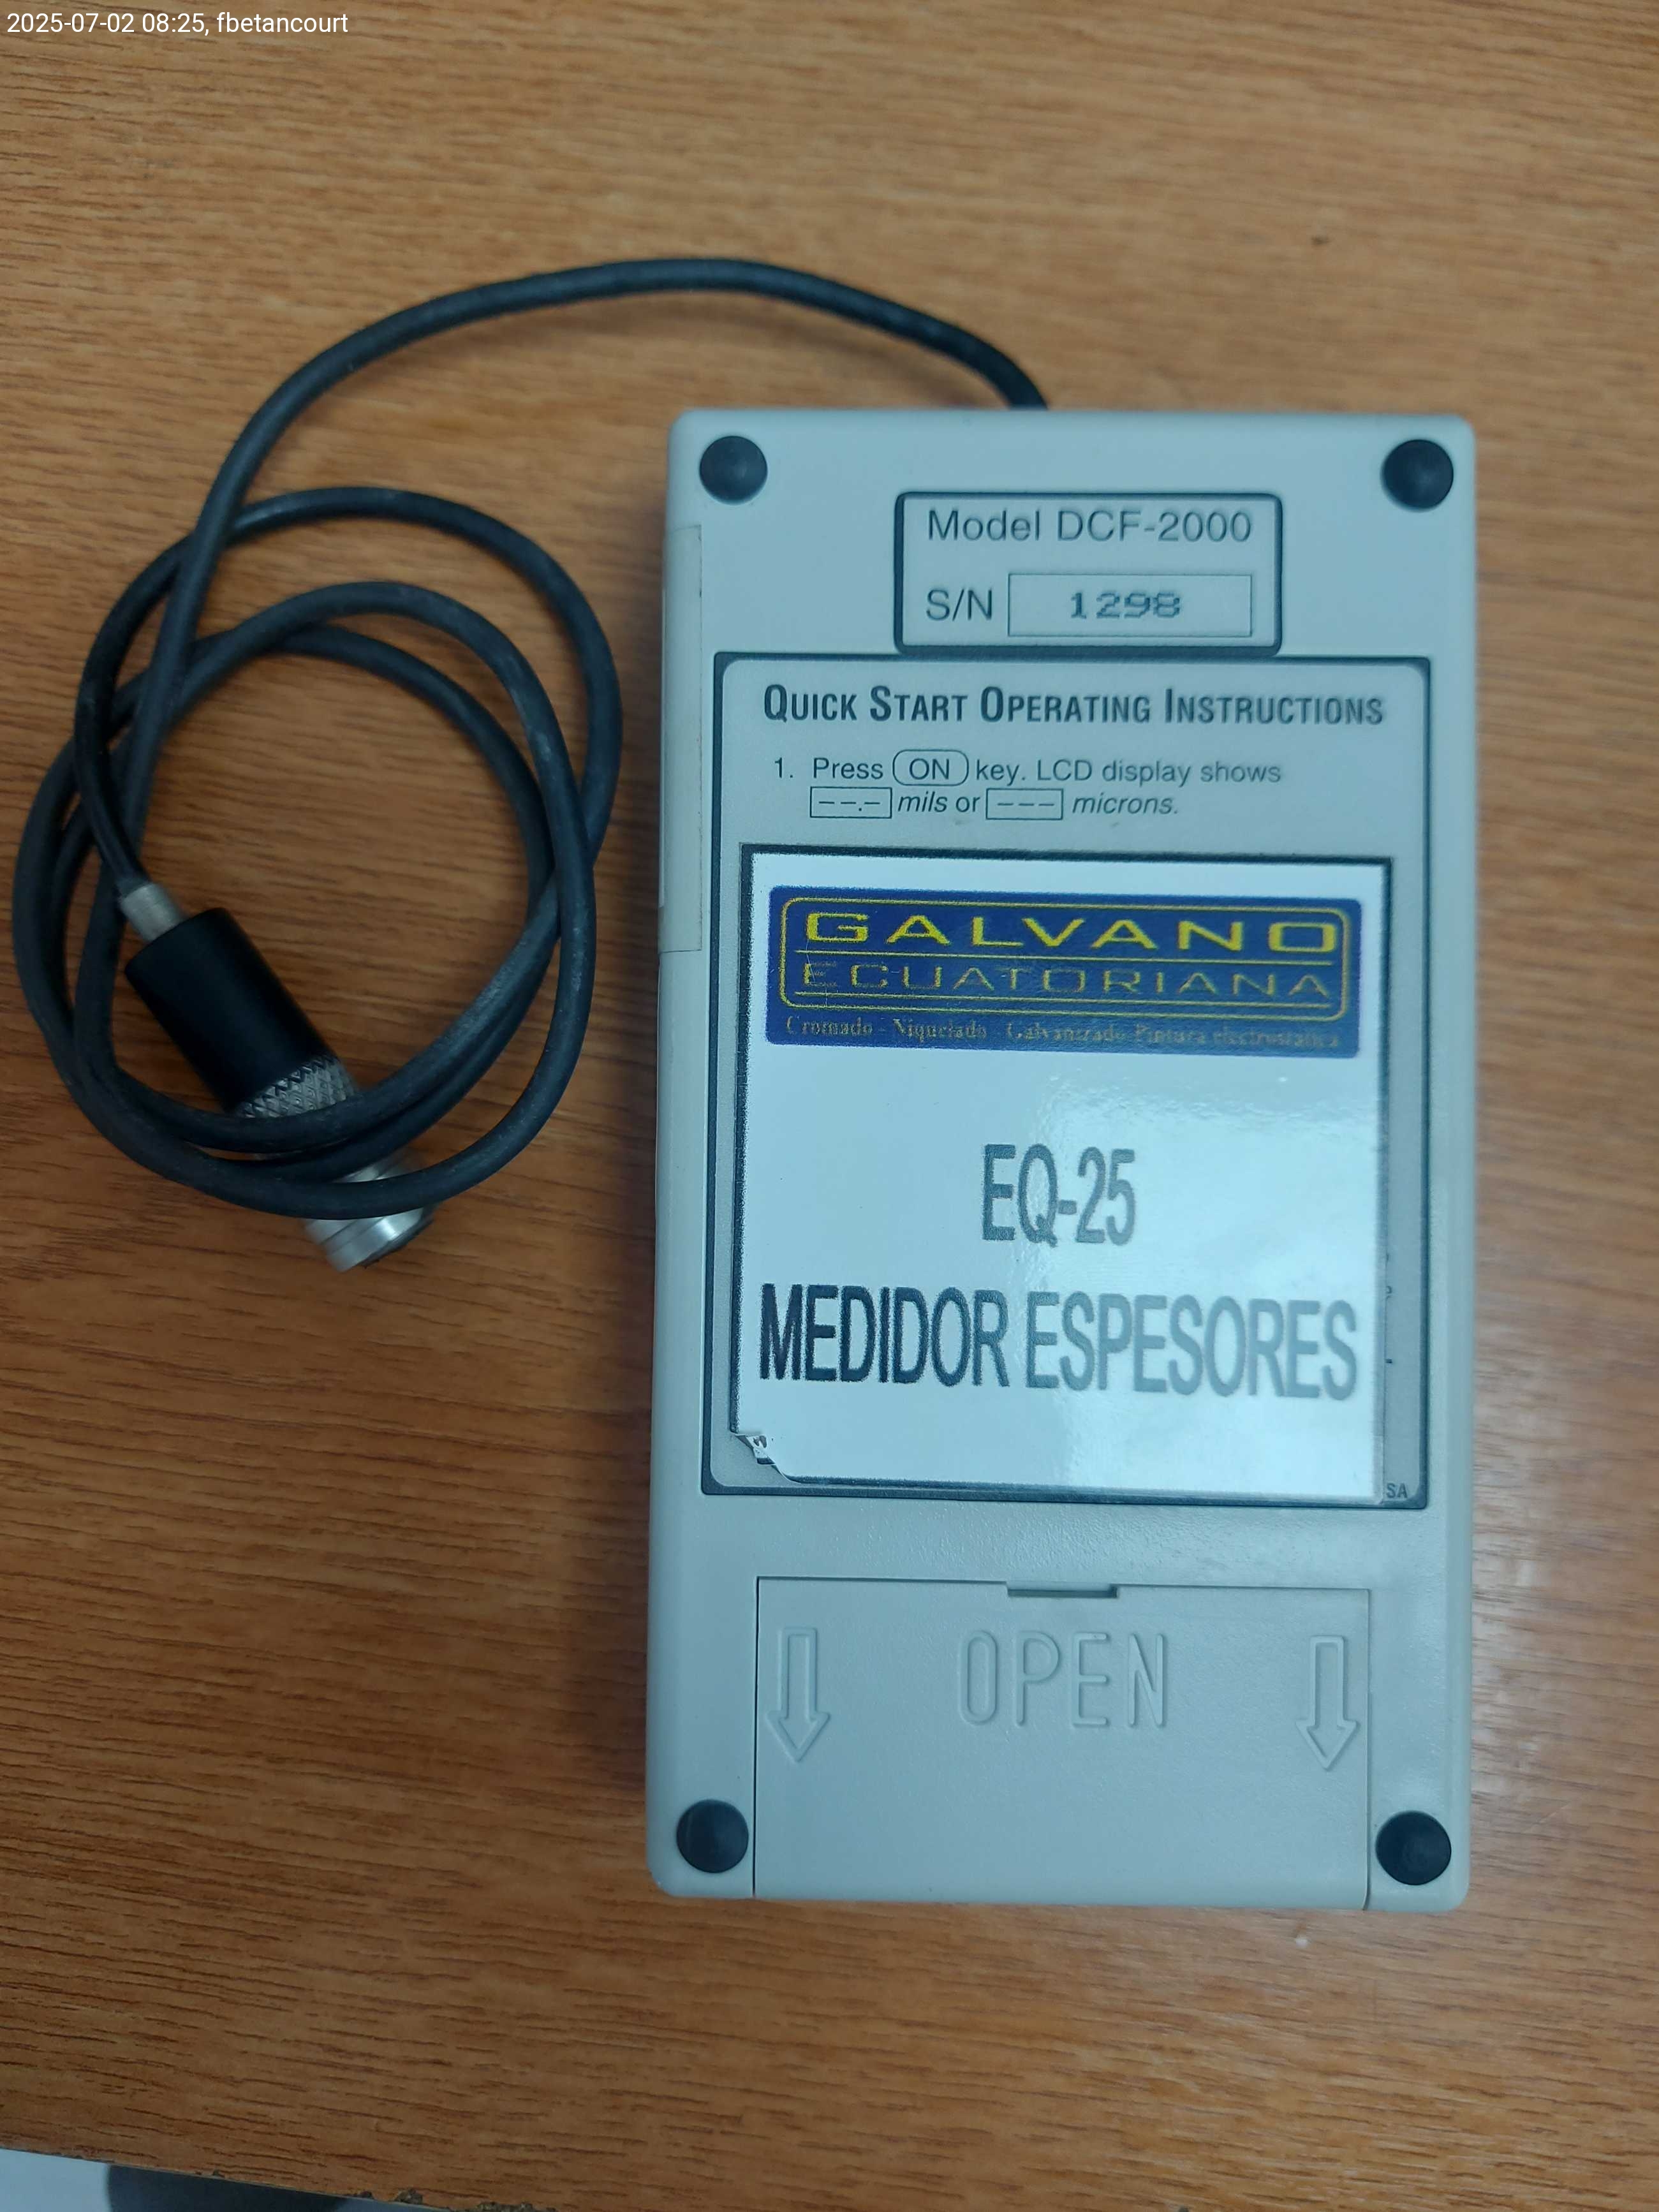 2025-07-02 08:25, fbetancourt
Model DCF-2000
S/N 1298
QUICK START OPERATING INSTRUCTIONS
1. Press ON key. LCD display shows
--.- mils or --- microns.
GALVANO
ECUATORIANA
Cromado - Niquelado - Galvanizado-Pintura electrostatica
EQ-25
MEDIDOR ESPESORES
SA
OPEN